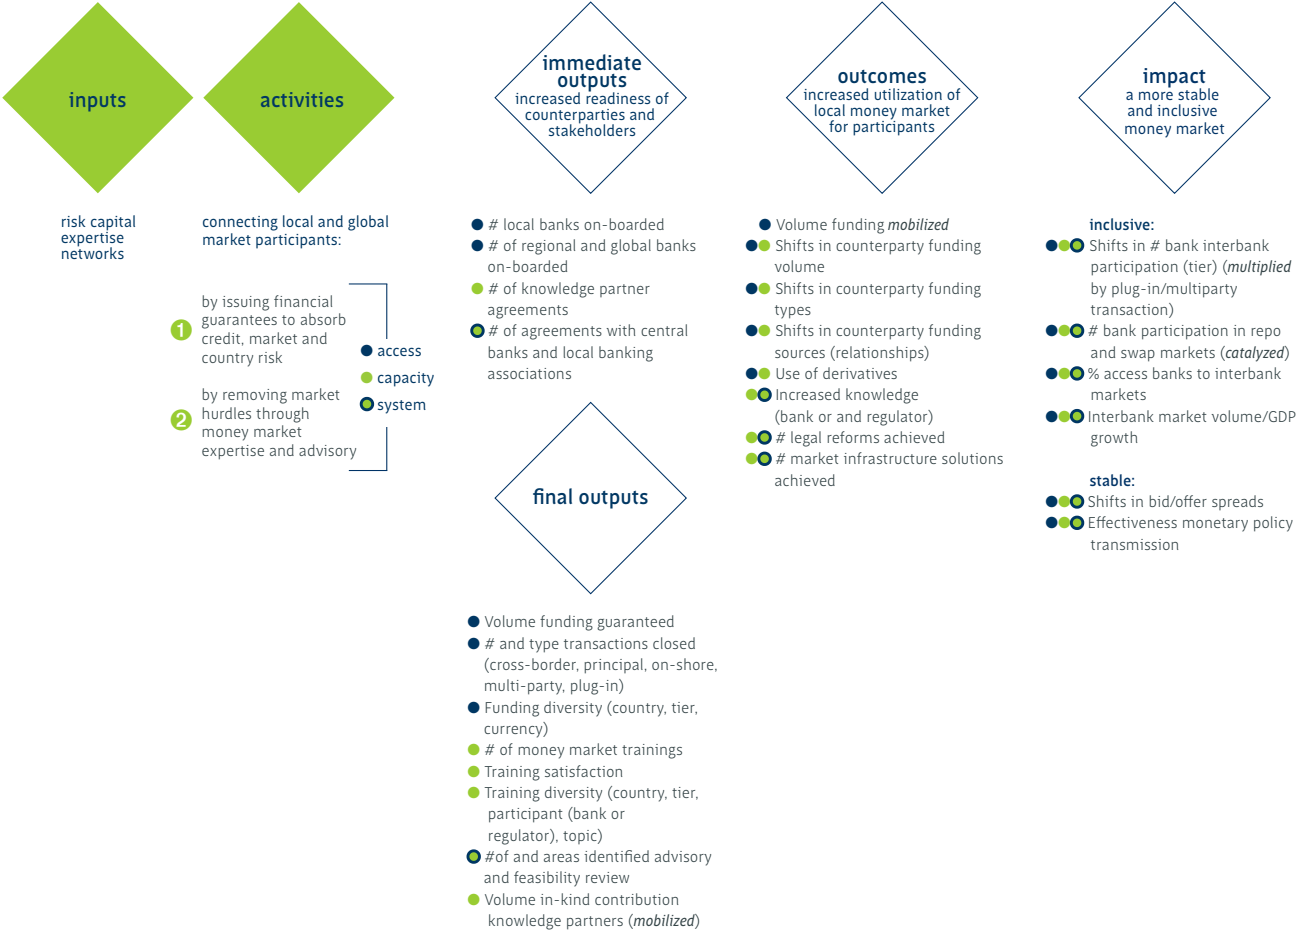 inputs
risk capital
expertise
networks
activities
connecting local and global
market participants:
1
by issuing financial
guarantees to absorb
credit, market and
country risk
2
by removing market
hurdles through
money market
expertise and advisory
access
capacity
system
immediate
outputs
increased readiness of
counterparties and
stakeholders
# local banks on-boarded
# of regional and global banks
on-boarded
# of knowledge partner
agreements
# of agreements with central
banks and local banking
associations
final outputs
Volume funding guaranteed
# and type transactions closed
(cross-border, principal, on-shore,
multi-party, plug-in)
Funding diversity (country, tier,
currency)
# of money market trainings
Training satisfaction
Training diversity (country, tier,
participant (bank or
regulator), topic)
#of and areas identified advisory
and feasibility review
Volume in-kind contribution
knowledge partners (mobilized)
outcomes
increased utilization of
local money market
for participants
Volume funding mobilized
Shifts in counterparty funding
volume
Shifts in counterparty funding
types
Shifts in counterparty funding
sources (relationships)
Use of derivatives
Increased knowledge
(bank or and regulator)
# legal reforms achieved
# market infrastructure solutions
achieved
impact
a more stable
and inclusive
money market
inclusive:
Shifts in # bank interbank
participation (tier) (multiplied
by plug-in/multiparty
transaction)
# bank participation in repo
and swap markets (catalyzed)
% access banks to interbank
markets
Interbank market volume/GDP
growth
stable:
Shifts in bid/offer spreads
Effectiveness monetary policy
transmission